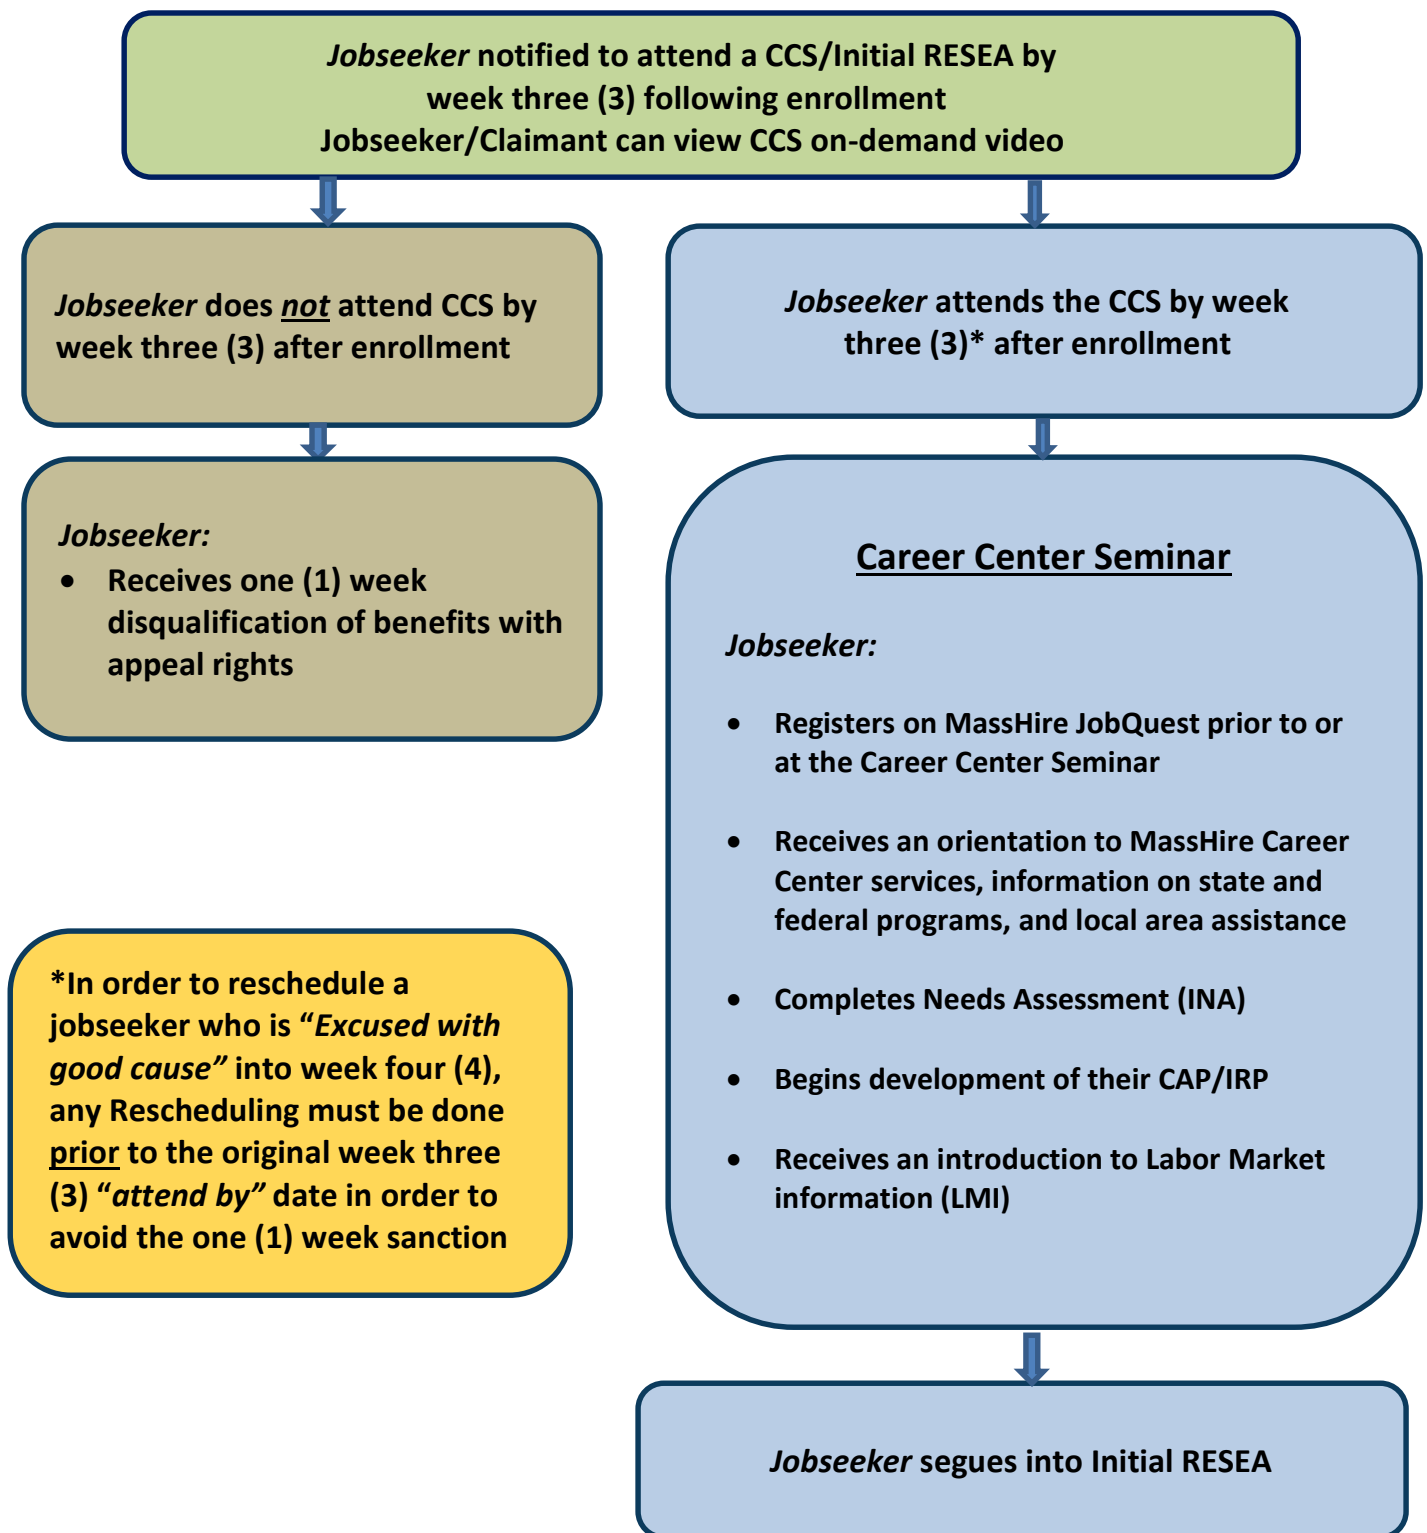 Jobseeker notified to attend a CCS/Initial RESEA by
week three (3) following enrollment
Jobseeker/Claimant can view CCS on-demand video
Jobseeker does not attend CCS by
week three (3) after enrollment
Jobseeker attends the CCS by week
three (3)* after enrollment
Jobseeker:
• Receives one (1) week
disqualification of benefits with
appeal rights
Career Center Seminar
Jobseeker:
• Registers on MassHire JobQuest prior to or
at the Career Center Seminar
• Receives an orientation to MassHire Career
Center services, information on state and
federal programs, and local area assistance
• Completes Needs Assessment (INA)
• Begins development of their CAP/IRP
• Receives an introduction to Labor Market
information (LMI)
*In order to reschedule a
jobseeker who is “Excused with
good cause” into week four (4),
any Rescheduling must be done
prior to the original week three
(3) “attend by” date in order to
avoid the one (1) week sanction
Jobseeker segues into Initial RESEA